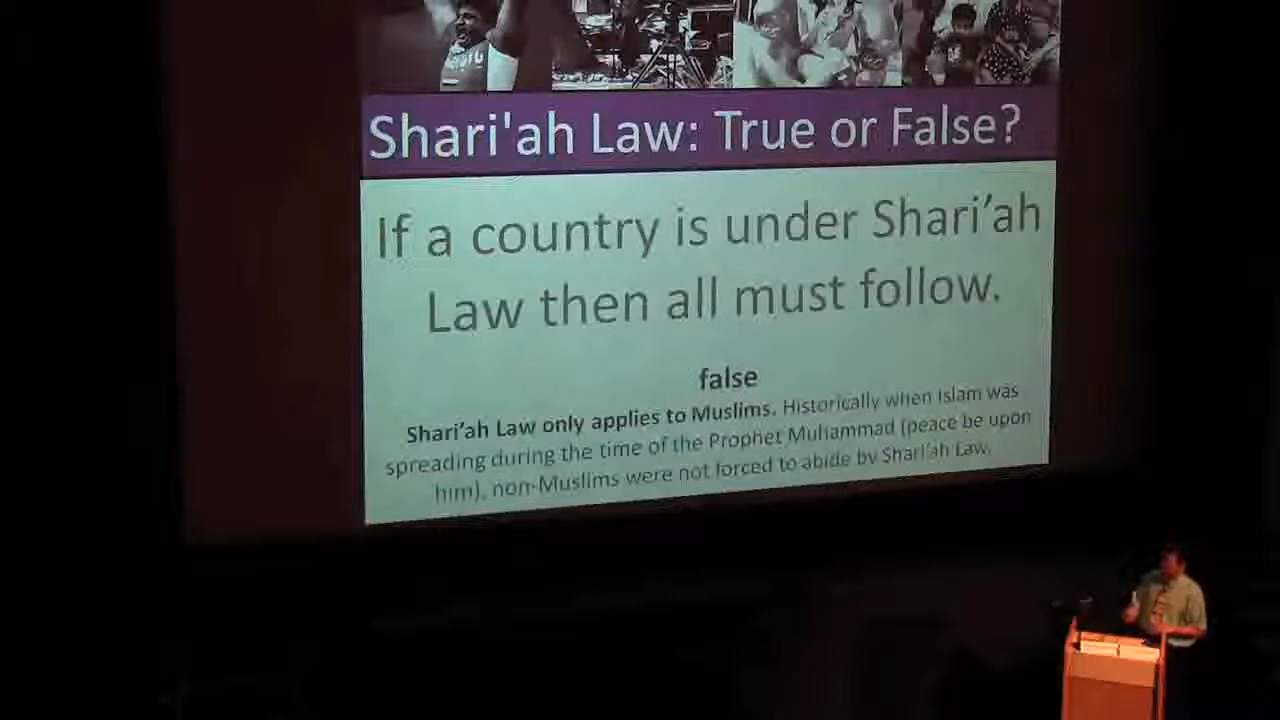 Shari'ah Law: True or False?
If a country is under Shari’ah
Law then all must follow.
false
Shari’ah Law only applies to Muslims. Historically when Islam was
spreading during the time of the Prophet Muhammad (peace be upon
him), non-Muslims were not forced to abide by Shari’ah Law.